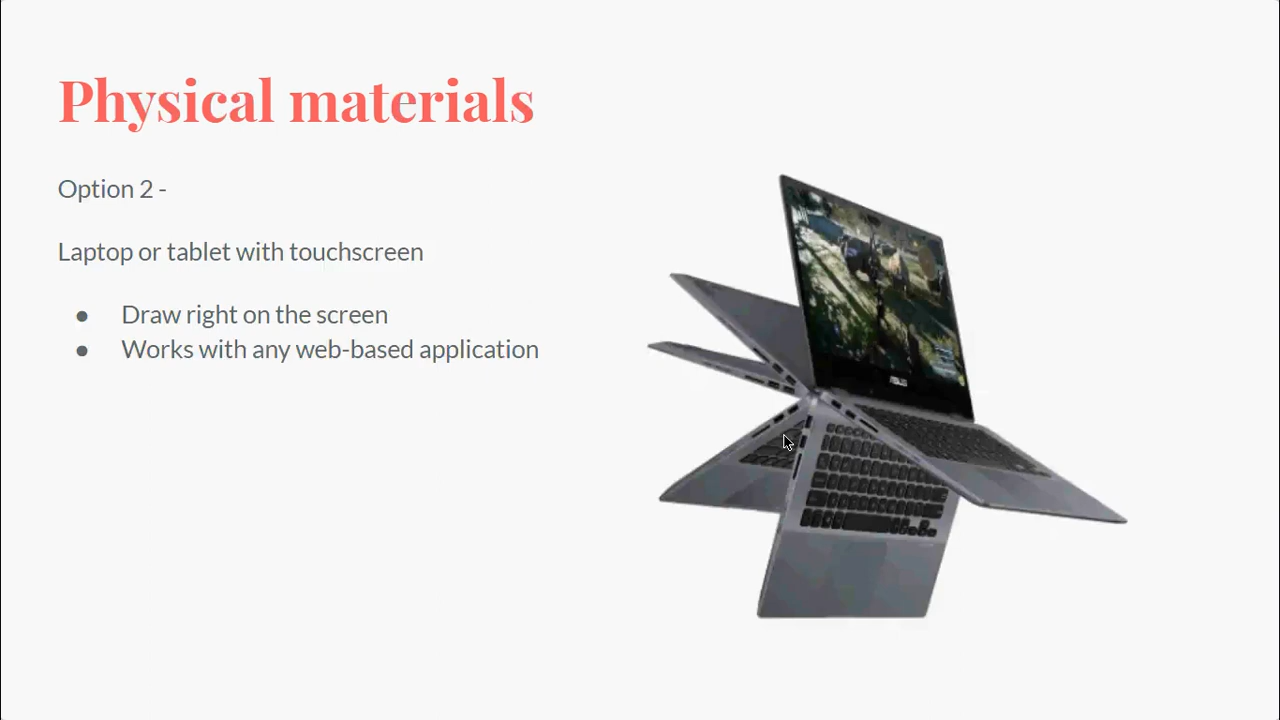 Physical materials
Option 2 -
Laptop or tablet with touchscreen
● Draw right on the screen
● Works with any web-based application
ASUS